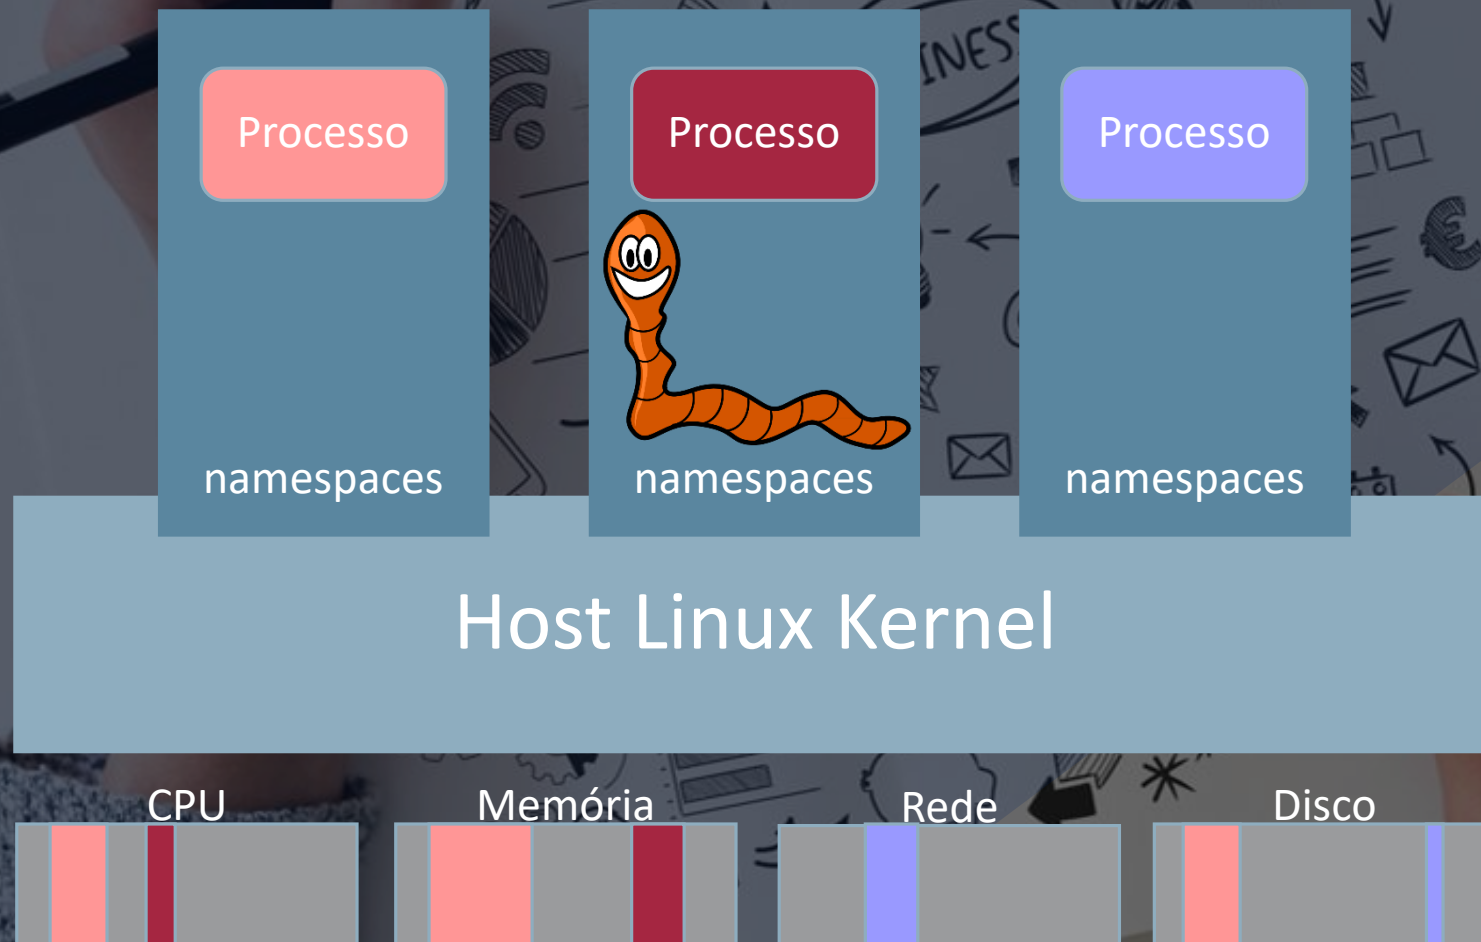 Processo
Processo
Processo
namespaces
namespaces
namespaces
Host Linux Kernel
CPU
Memória
Rede
Disco